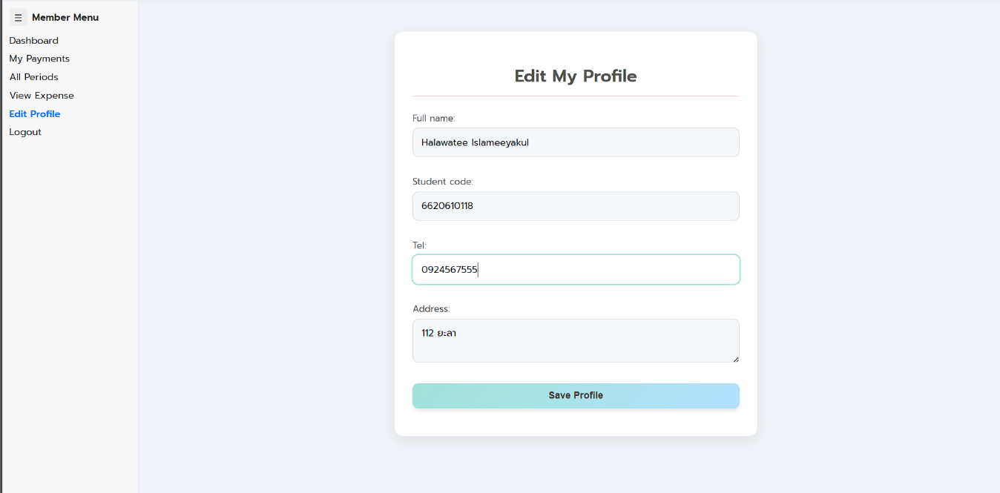 ☰ Member Menu
Dashboard
My Payments
All Periods
View Expense
Edit Profile
Logout
Edit My Profile
Full name:
Halawatee Islameeyakul
Student code:
6620610118
Tel:
0924567555
Address:
112 ยะลา
Save Profile